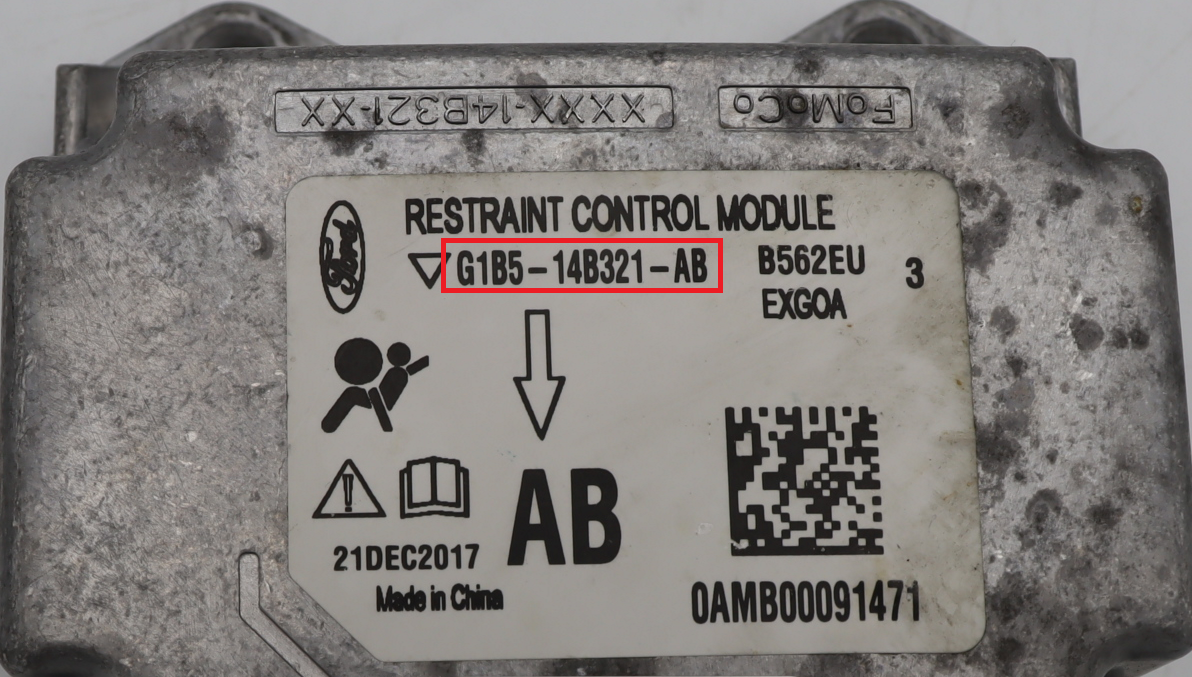 XXXX-14B321-XX
FoMoCo
Ford
RESTRAINT CONTROL MODULE
G1B5-14B321-AB
B562EU
3
EXGOA
AB
21DEC2017
Made in China
0AMB00091471